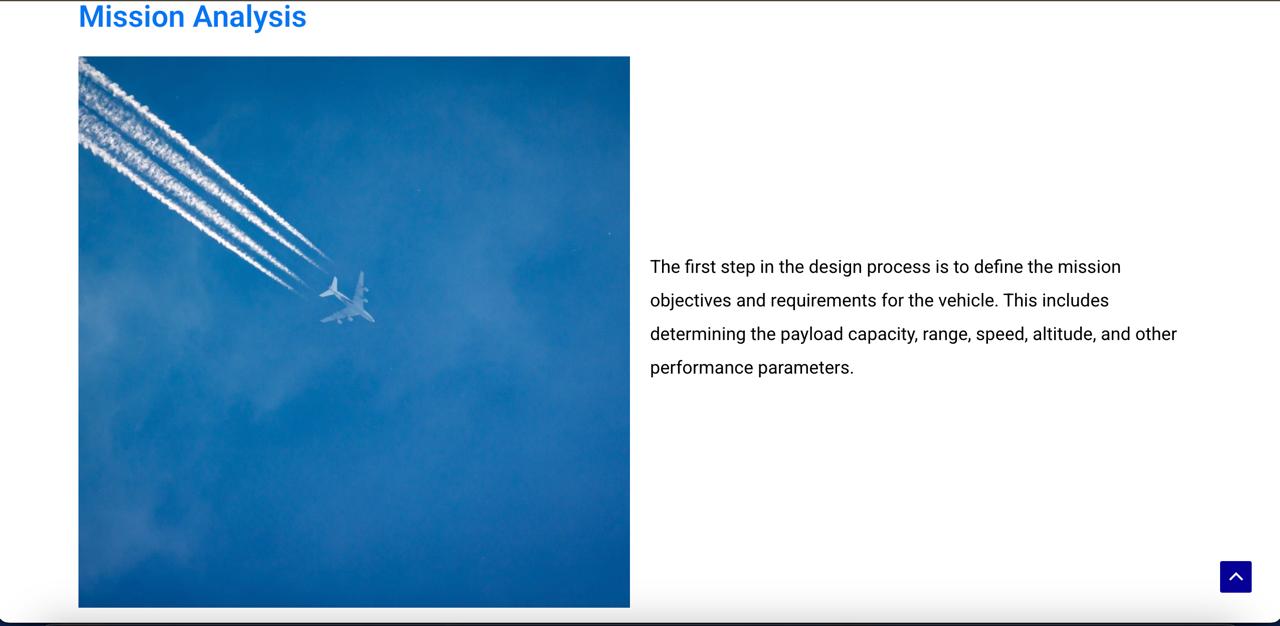 Mission Analysis
The first step in the design process is to define the mission
objectives and requirements for the vehicle. This includes
determining the payload capacity, range, speed, altitude, and other
performance parameters.